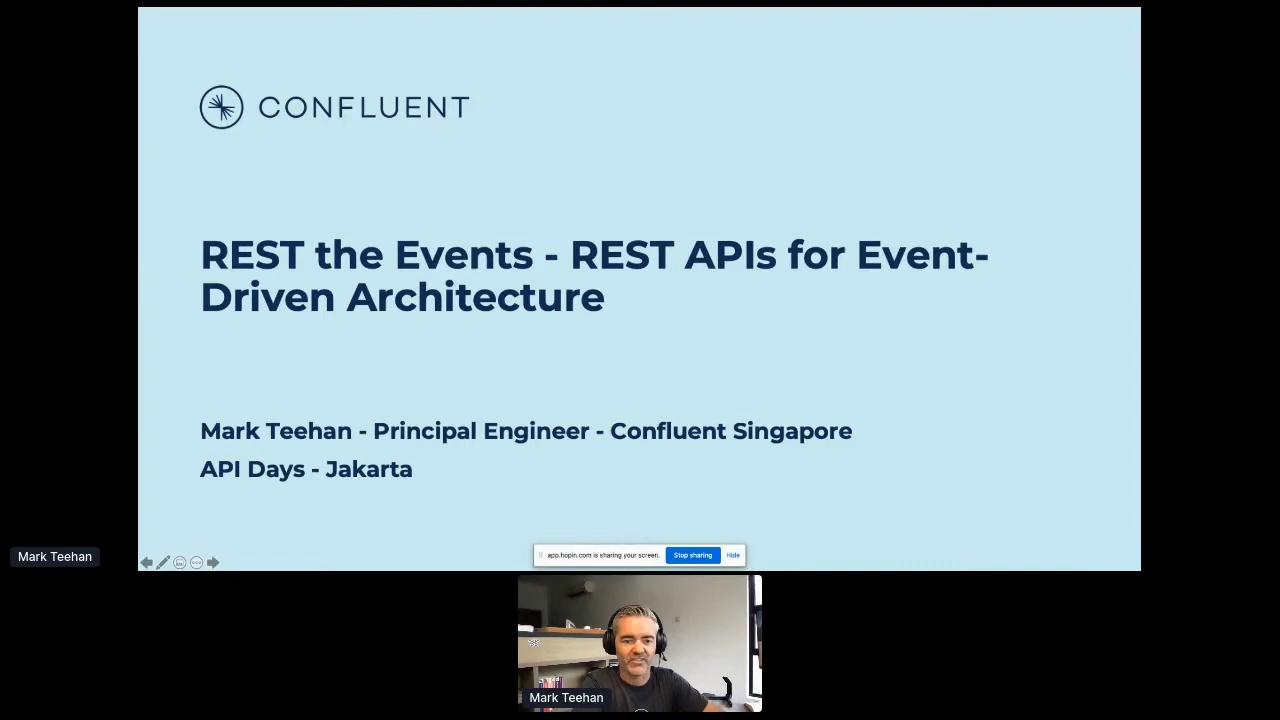 CONFLUENT
REST the Events - REST APIs for Event-
Driven Architecture
Mark Teehan - Principal Engineer - Confluent Singapore
API Days - Jakarta
Mark Teehan
app.hopin.com is sharing your screen.
Stop sharing
Hide
Mark Teehan